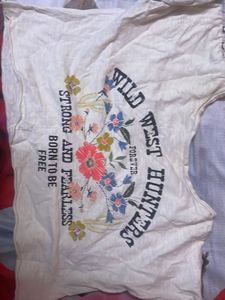 WILD WEST HUNTERS
FOREVER
STRONG AND FEARLESS
BORN TO BE
FREE